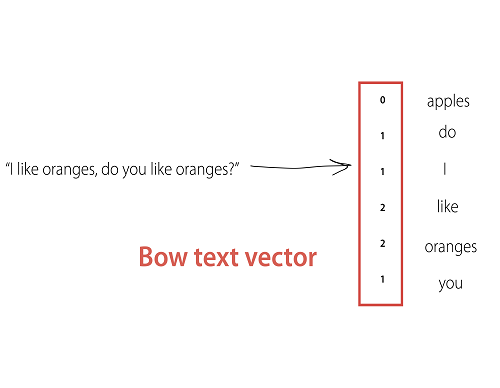 0 apples
1 do
"I like oranges, do you like oranges?"
1 I
2 like
2 oranges
Bow text vector
1 you